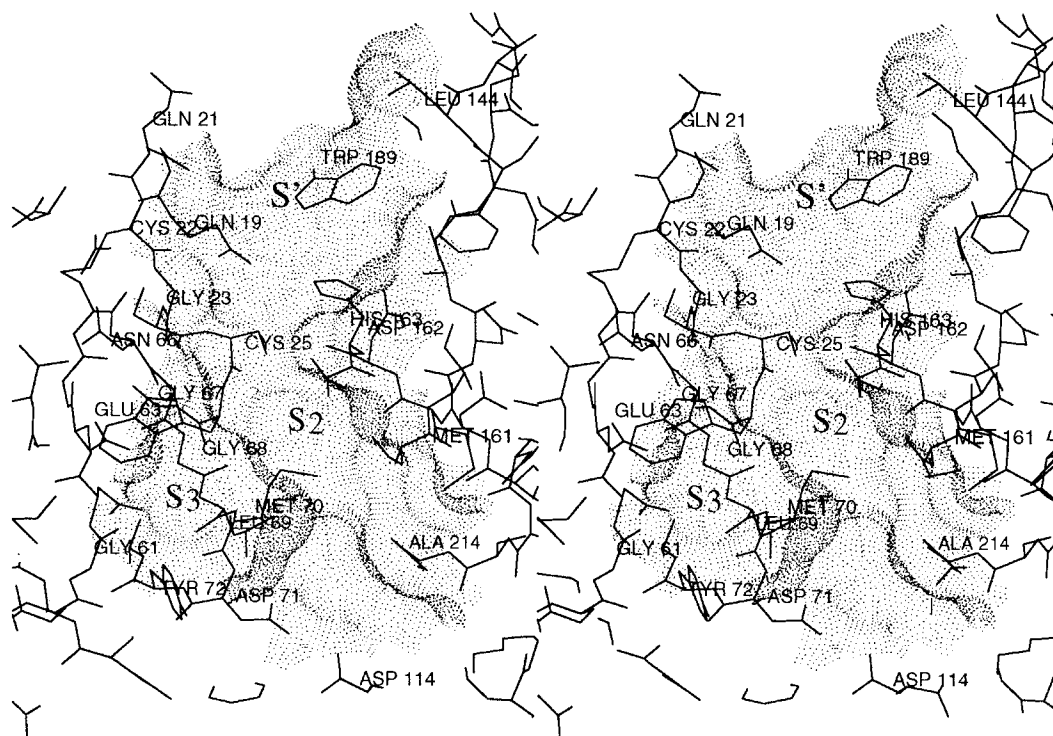 LEU 144 LEU 144
GLN 21 GLN 21
TRP 189 TRP 189
S' S'
CYS 22 GLN 19 CYS 22 GLN 19
GLY 23 GLY 23
HIS 163 HIS 163
ASP 162 ASP 162
ASN 66 CYS 25 ASN 66 CYS 25
GLY 67 GLY 67
GLU 63 S2 GLU 63 S2
GLY 68 MET 161 GLY 68 MET 161
S3 S3
MET 70 MET 70
LEU 69 LEU 69
GLY 61 ALA 214 GLY 61 ALA 214
TYR 72 ASP 71 TYR 72 ASP 71
ASP 114 ASP 114